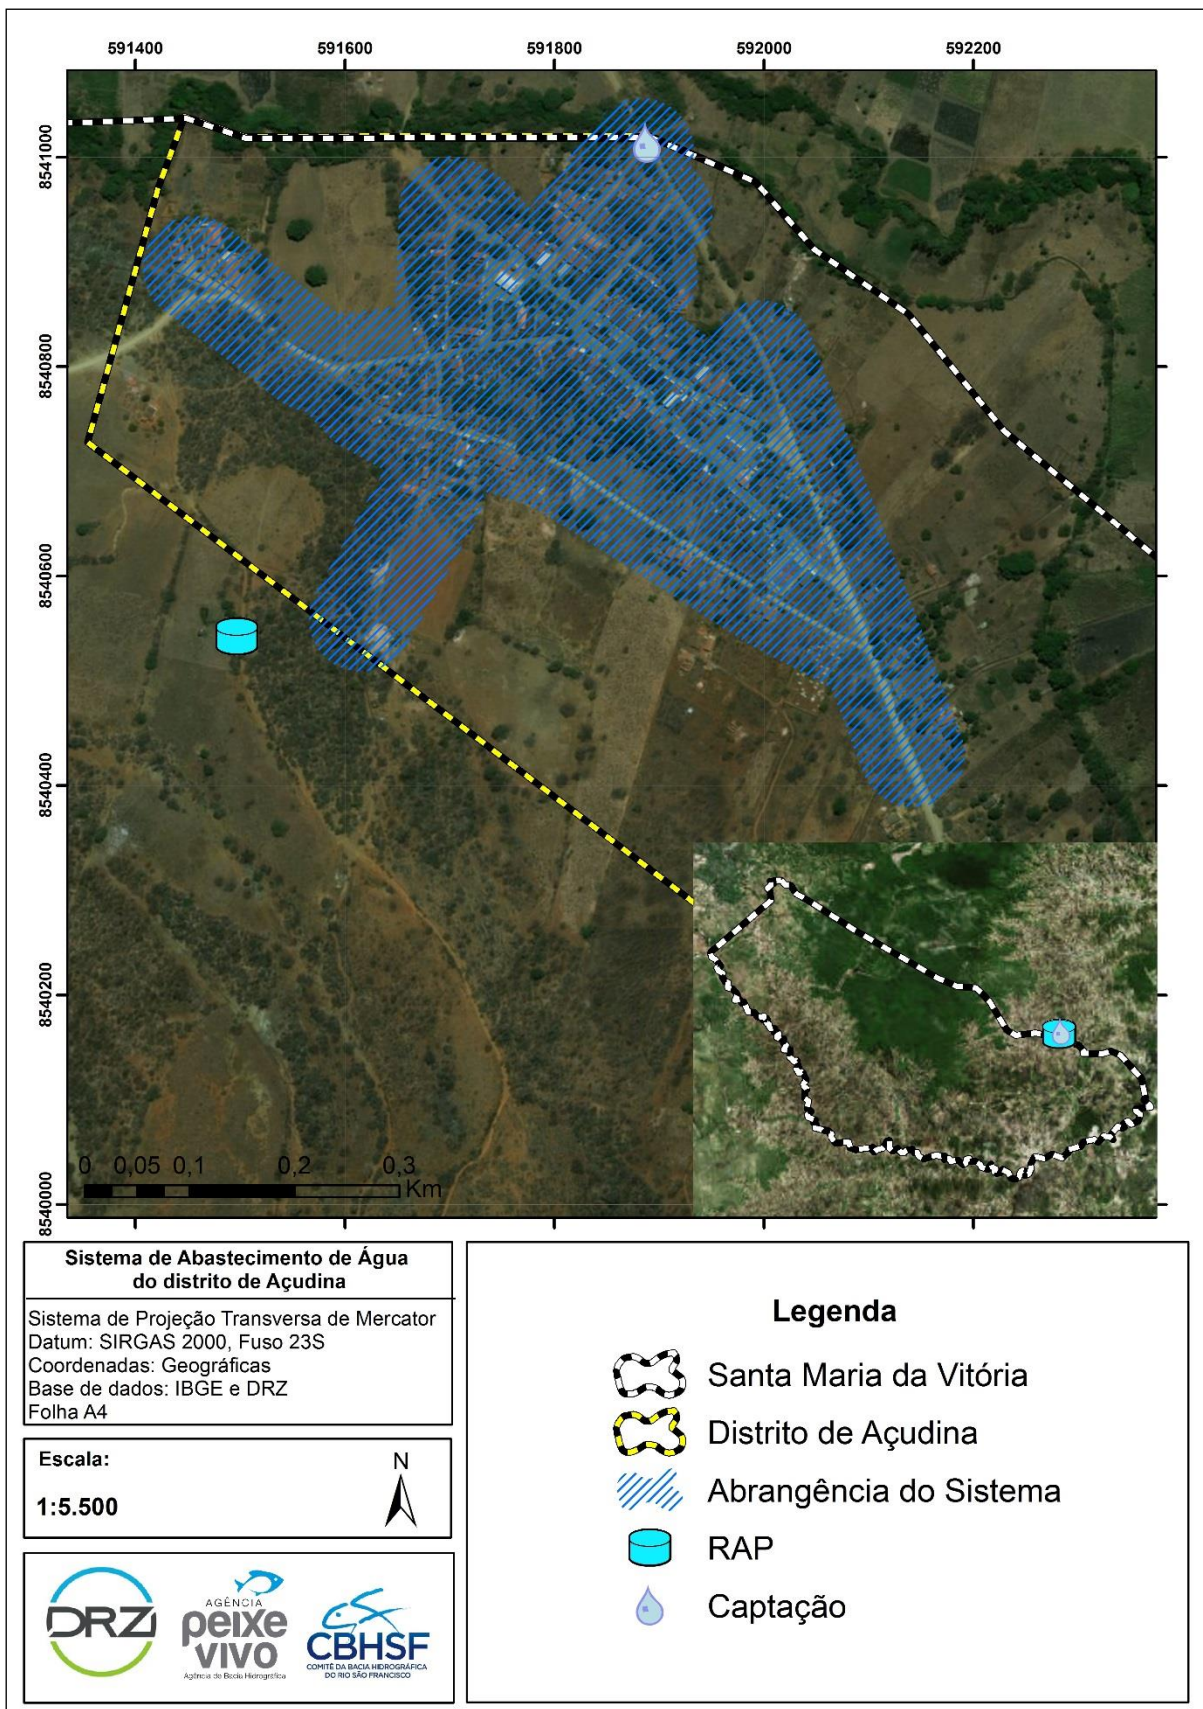 591400 591600 591800 592000 592200
8541000
8540800
8540600
8540400
8540200
8540000
0 0,05 0,1 0,2 0,3
Km
Sistema de Abastecimento de Água
do distrito de Açudina
Sistema de Projeção Transversa de Mercator
Datum: SIRGAS 2000, Fuso 23S
Coordenadas: Geográficas
Base de dados: IBGE e DRZ
Folha A4
Escala:
N
1:5.500
DRZ
AGÊNCIA
peixe
vivo
Agência de Bacia Hidrográfica
CBHSF
COMITÊ DA BACIA HIDROGRÁFICA
DO RIO SÃO FRANCISCO
Legenda
Santa Maria da Vitória
Distrito de Açudina
Abrangência do Sistema
RAP
Captação